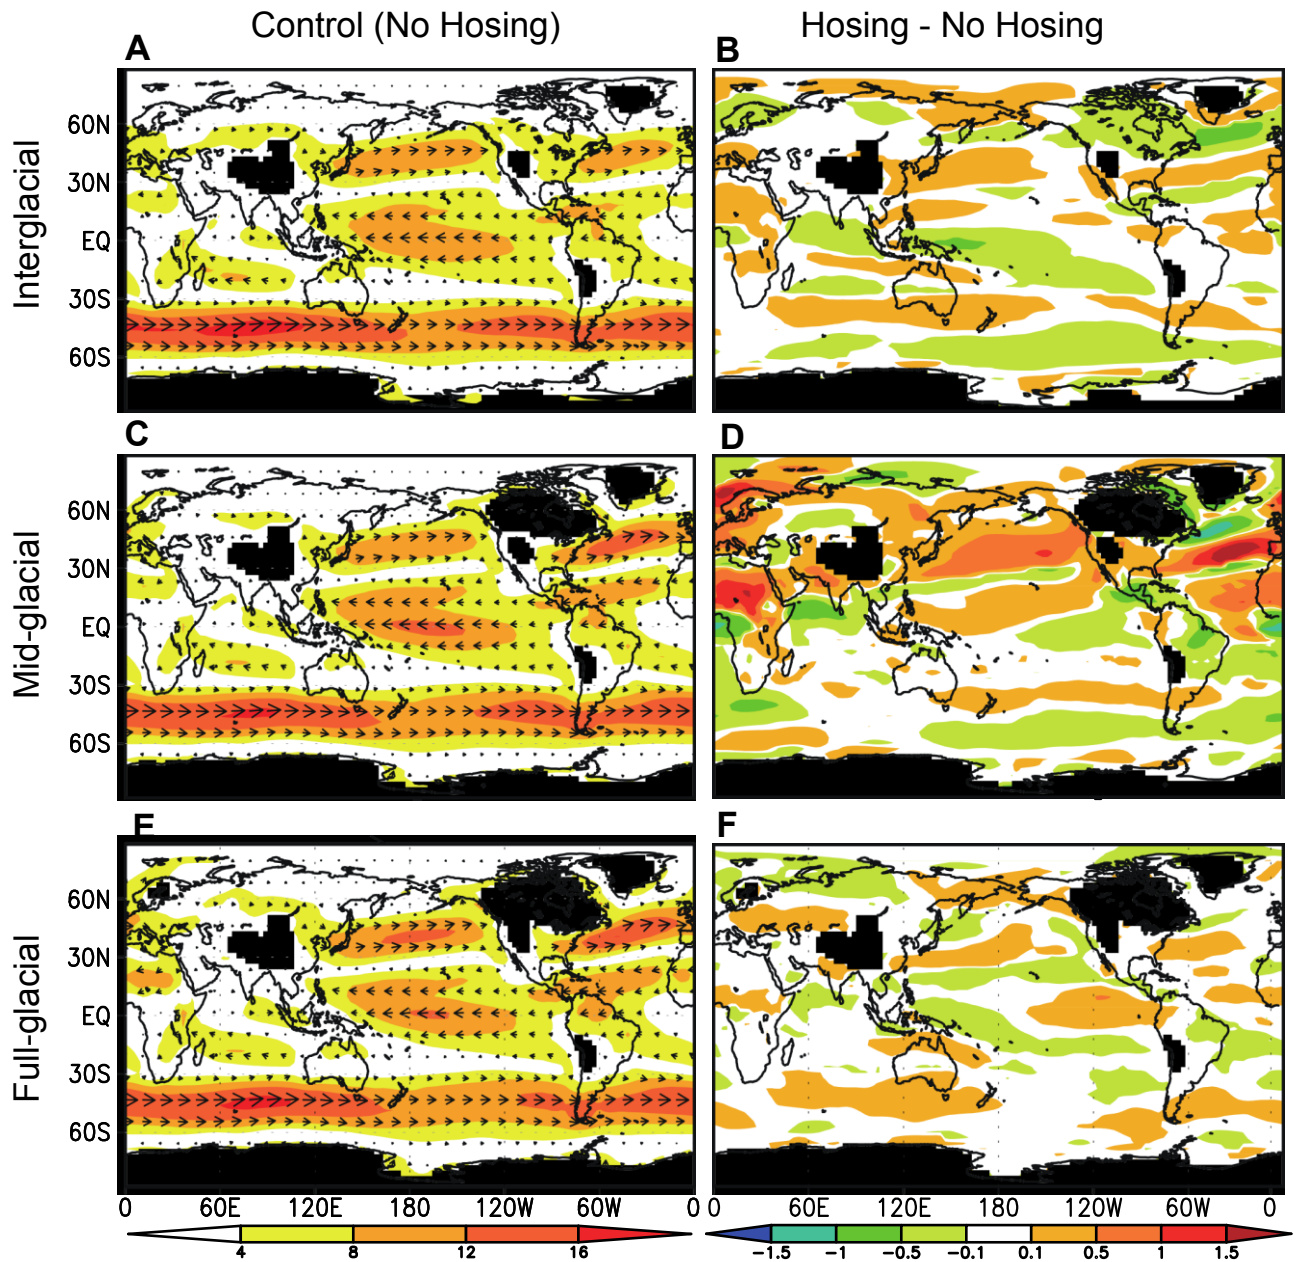 Control (No Hosing)
Hosing - No Hosing
A
B
Interglacial
60N
30N
EQ
30S
60S
C
D
Mid-glacial
60N
30N
EQ
30S
60S
E
F
Full-glacial
60N
30N
EQ
30S
60S
0 60E 120E 180 120W 60W 0
0 60E 120E 180 120W 60W 0
4 8 12 16
-1.5 -1 -0.5 -0.1 0.1 0.5 1 1.5